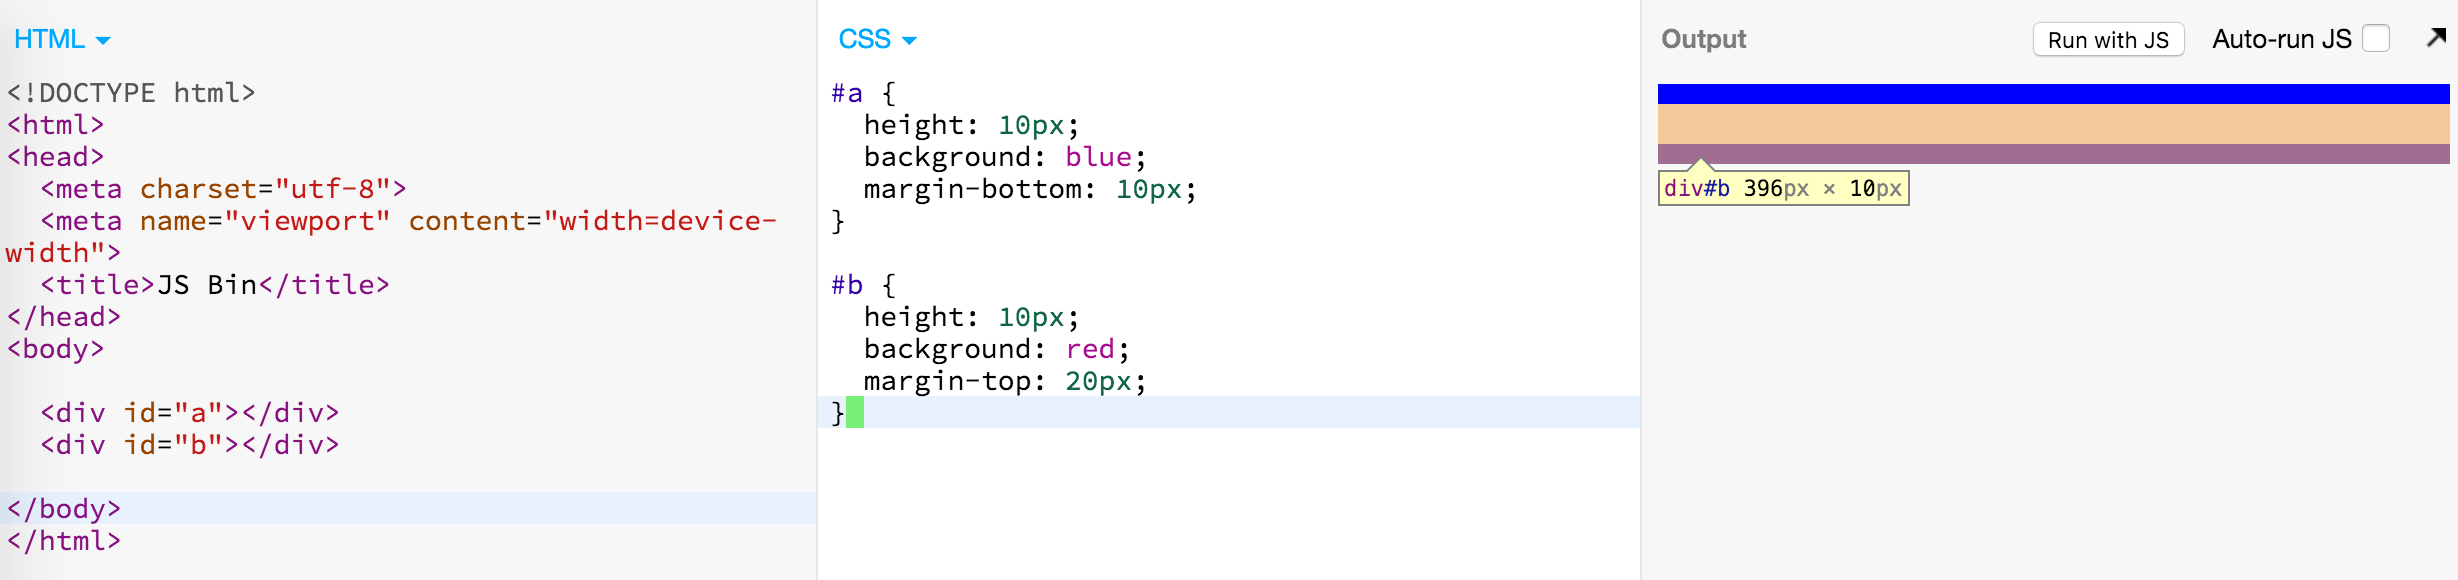 HTML
<!DOCTYPE html>
<html>
<head>
  <meta charset="utf-8">
  <meta name="viewport" content="width=device-
width">
  <title>JS Bin</title>
</head>
<body>
  <div id="a"></div>
  <div id="b"></div>
</body>
</html>
CSS
#a {
  height: 10px;
  background: blue;
  margin-bottom: 10px;
}
#b {
  height: 10px;
  background: red;
  margin-top: 20px;
}
Output Run with JS Auto-run JS
div#b 396px × 10px